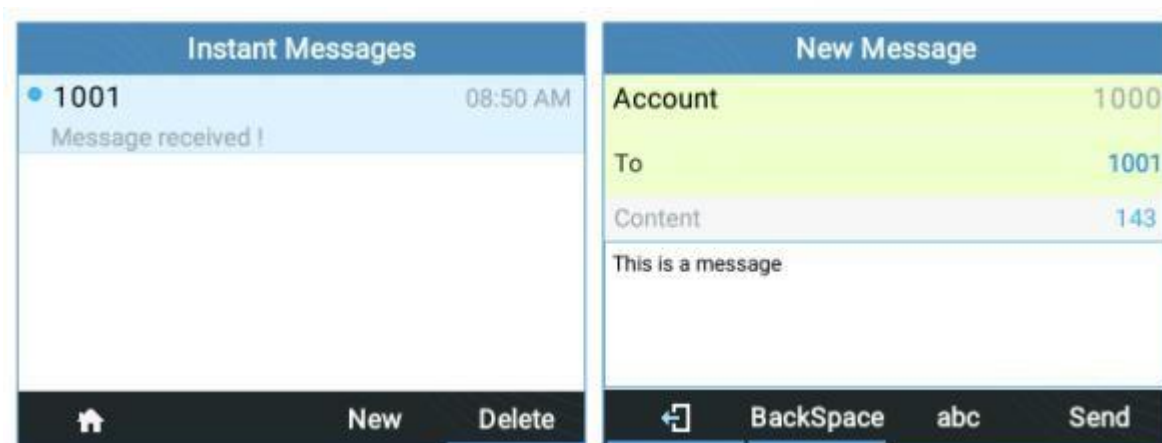 Instant Messages
1001 08:50 AM
Message received !
New Delete
New Message
Account 1000
To 1001
Content 143
This is a message
BackSpace abc Send